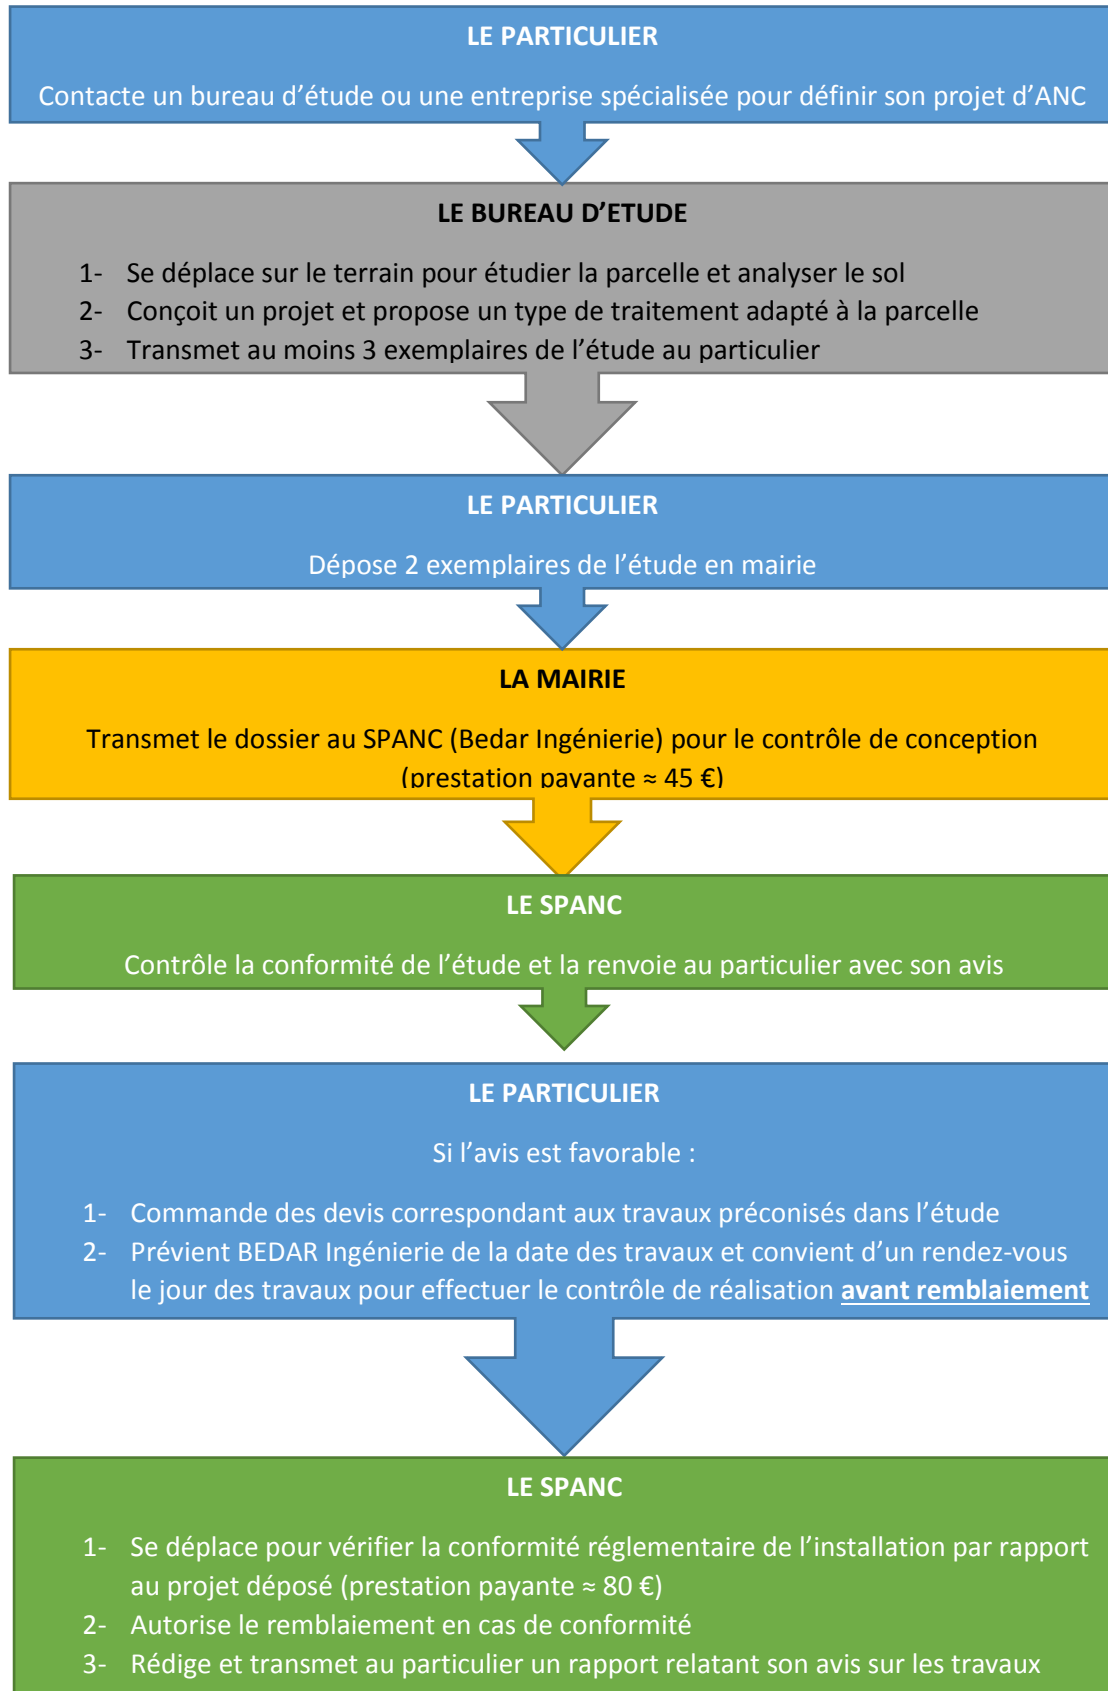 LE PARTICULIER
Contacte un bureau d’étude ou une entreprise spécialisée pour définir son projet d’ANC
LE BUREAU D’ETUDE
1- Se déplace sur le terrain pour étudier la parcelle et analyser le sol
2- Conçoit un projet et propose un type de traitement adapté à la parcelle
3- Transmet au moins 3 exemplaires de l’étude au particulier
LE PARTICULIER
Dépose 2 exemplaires de l’étude en mairie
LA MAIRIE
Transmet le dossier au SPANC (Bedar Ingénierie) pour le contrôle de conception
(prestation payante ≈ 45 €)
LE SPANC
Contrôle la conformité de l’étude et la renvoie au particulier avec son avis
LE PARTICULIER
Si l’avis est favorable :
1- Commande des devis correspondant aux travaux préconisés dans l’étude
2- Prévient BEDAR Ingénierie de la date des travaux et convient d’un rendez-vous
le jour des travaux pour effectuer le contrôle de réalisation avant remblaiement
LE SPANC
1- Se déplace pour vérifier la conformité réglementaire de l’installation par rapport
au projet déposé (prestation payante ≈ 80 €)
2- Autorise le remblaiement en cas de conformité
3- Rédige et transmet au particulier un rapport relatant son avis sur les travaux